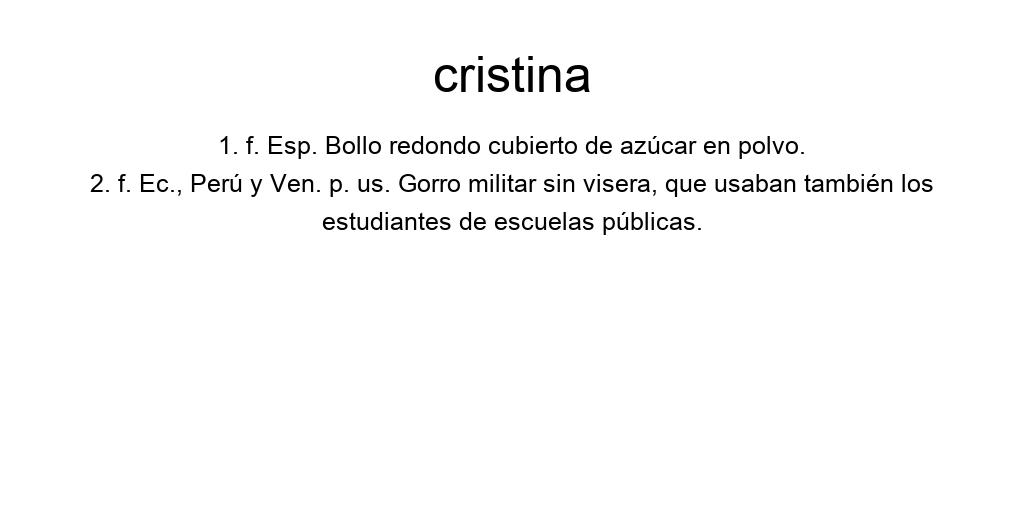 cristina
1. f. Esp. Bollo redondo cubierto de azúcar en polvo.
2. f. Ec., Perú y Ven. p. us. Gorro militar sin visera, que usaban también los
estudiantes de escuelas públicas.